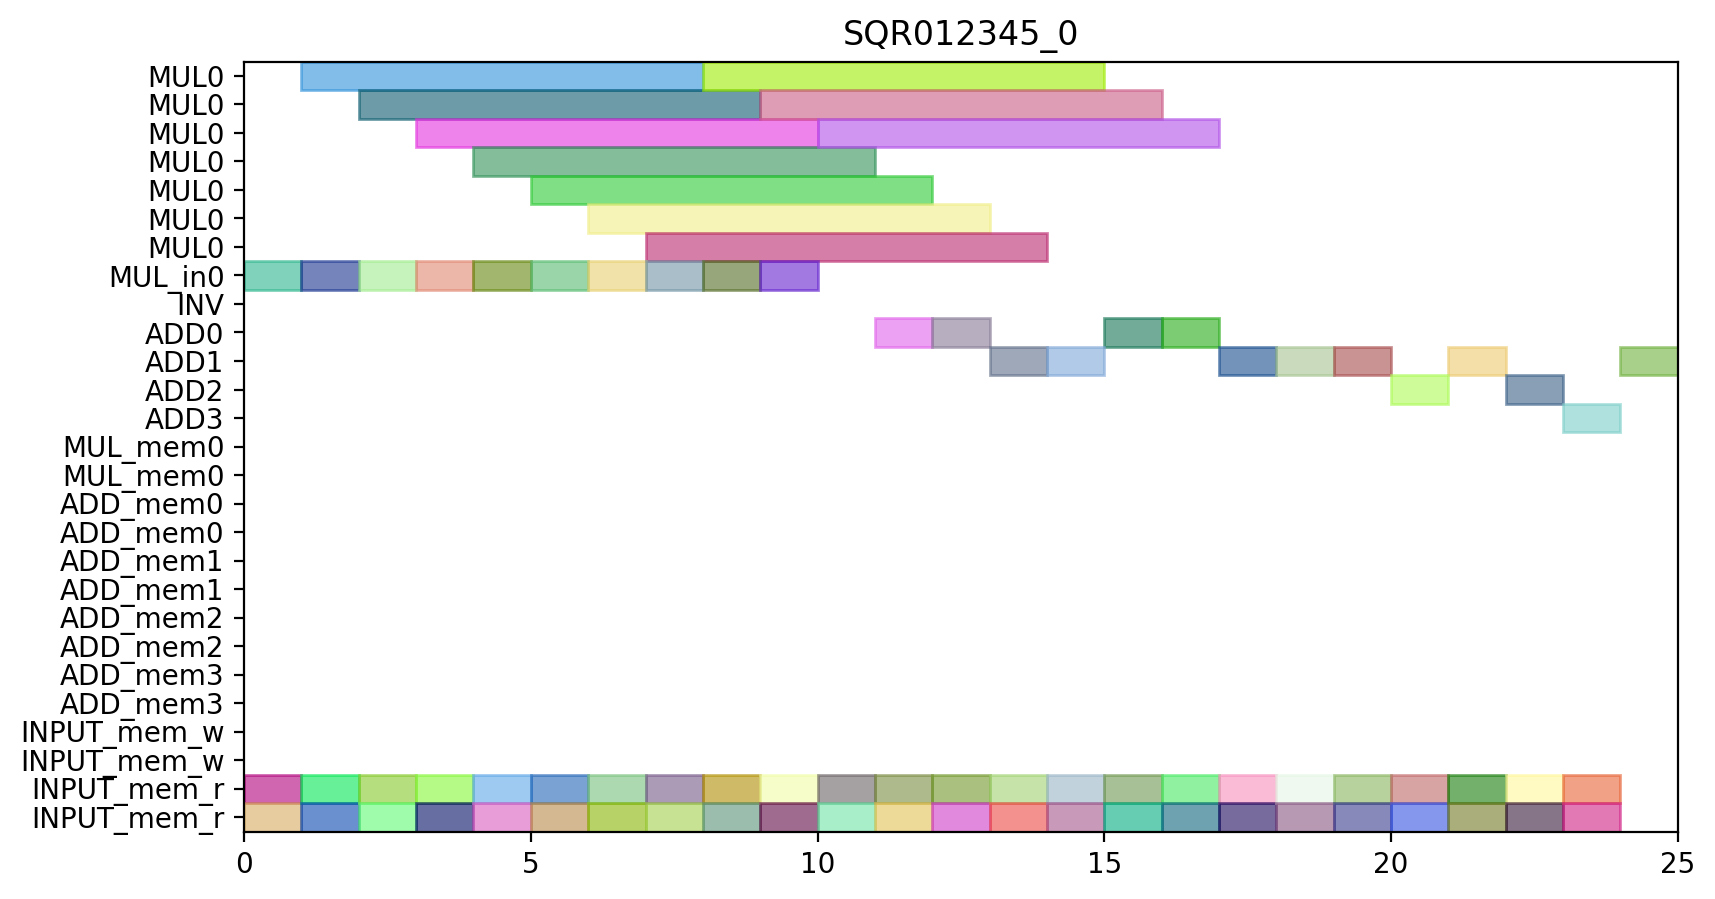 SQR012345_0
MUL0
MUL0
MUL0
MUL0
MUL0
MUL0
MUL0
MUL_in0
INV
ADD0
ADD1
ADD2
ADD3
MUL_mem0
MUL_mem0
ADD_mem0
ADD_mem0
ADD_mem1
ADD_mem1
ADD_mem2
ADD_mem2
ADD_mem3
ADD_mem3
INPUT_mem_w
INPUT_mem_w
INPUT_mem_r
INPUT_mem_r
0 5 10 15 20 25